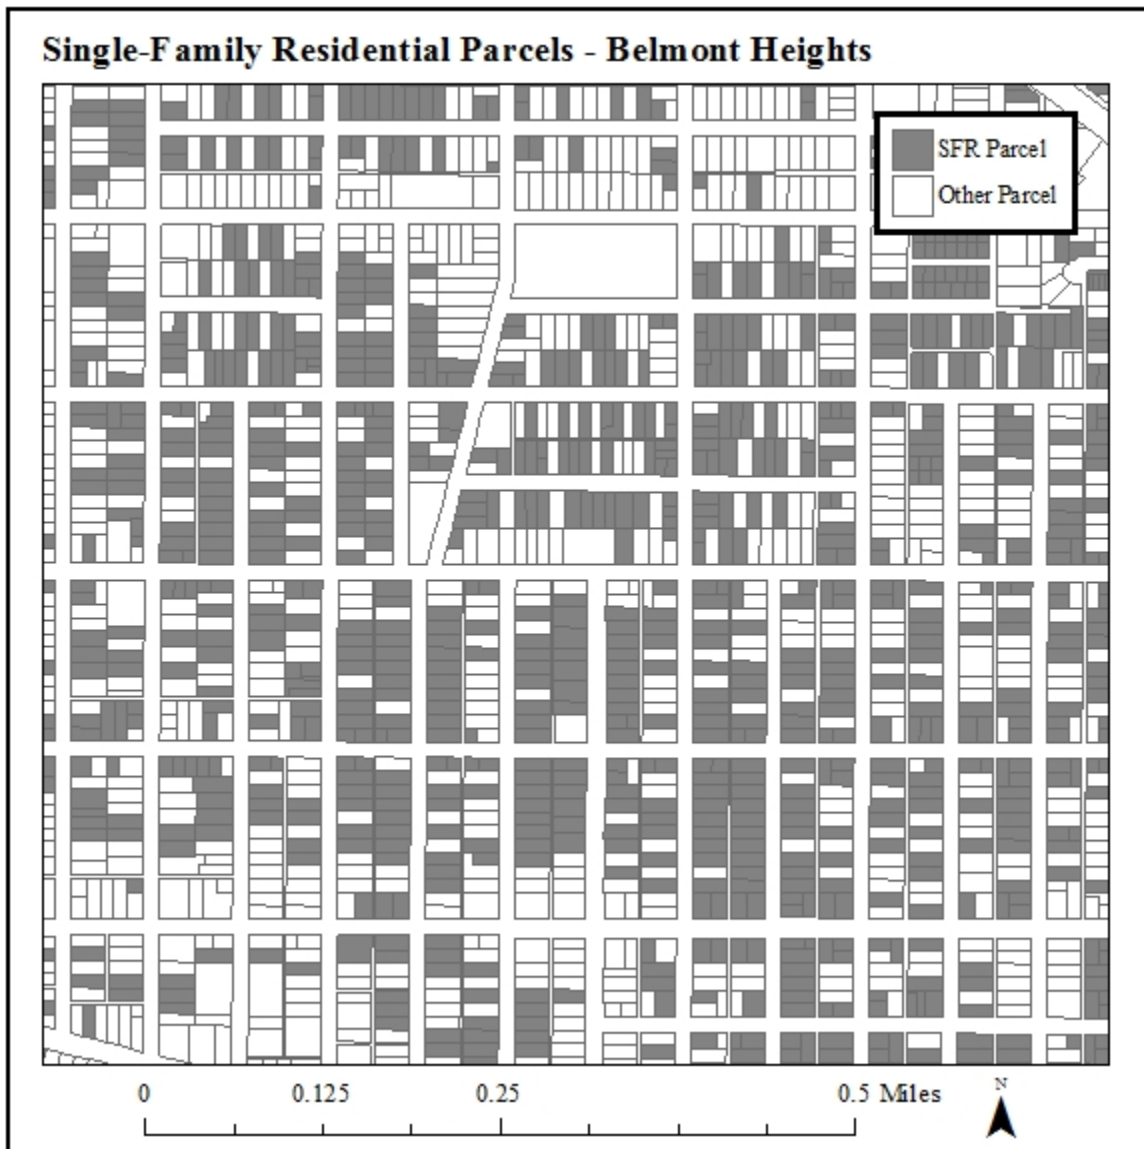 Single-Family Residential Parcels - Belmont Heights
SFR Parcel
Other Parcel
0 0.125 0.25 0.5 Miles
N